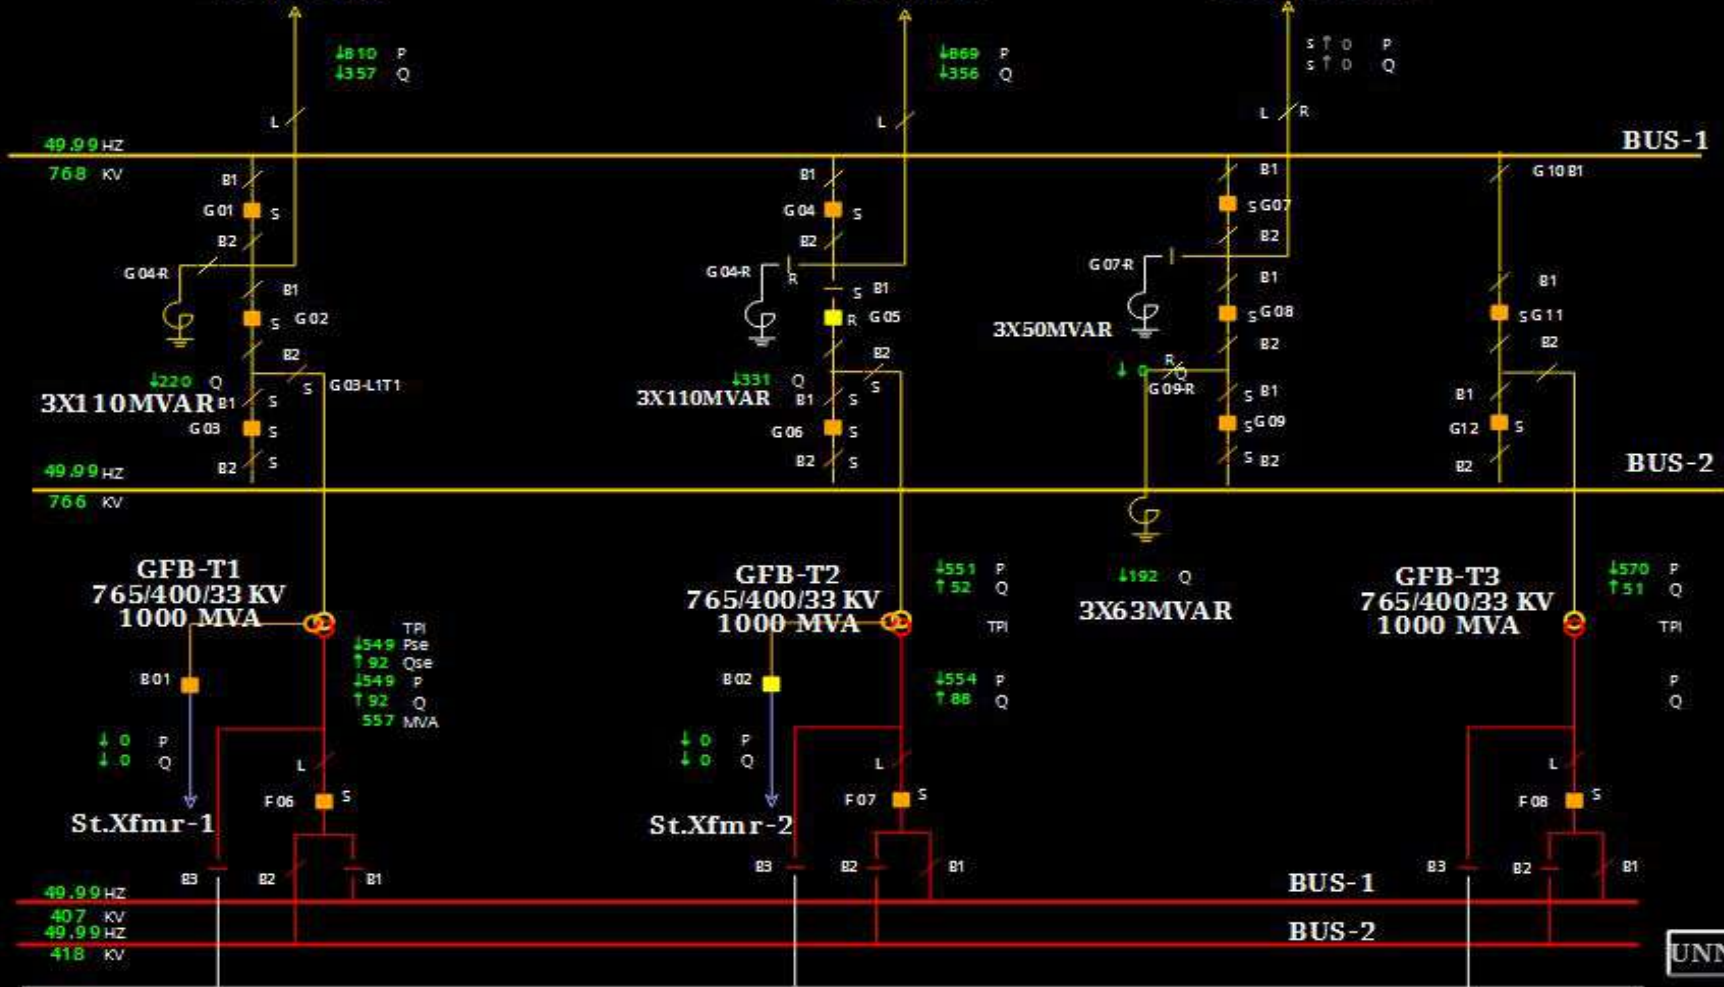 ↓810 P
↓357 Q
↓869 P
↓356 Q
s ↑ 0 P
s ↑ 0 Q
L
L
L R
49.99 HZ
768 KV
BUS-1
B1
G01 S
B2
G04-R
B1
S G02
B2
↓220 Q
3X110MVAR
S G03-L1T1
B1 S
G03 S
B2 S
B1
G04 S
B2
G04-R
R
S B1
R G05
B2
↓331 Q
3X110MVAR
S
B1 S
G06 S
B2 S
B1
S G07
B2
G07-R
B1
S G08
3X50MVAR
B2
↓ 0 Q
R
G09-R
S B1
S G09
S B2
G10B1
B1
S G11
B2
B1
G12 S
B2
49.99 HZ
766 KV
BUS-2
GFB-T1
765/400/33 KV
1000 MVA
TPI
↓549 Pse
↑92 Qse
↓549 P
↑92 Q
557 MVA
B01
↓ 0 P
↓ 0 Q
St.Xfmr-1
L
F06 S
B3 B2 B1
GFB-T2
765/400/33 KV
1000 MVA
↓551 P
↑52 Q
TPI
↓554 P
↑88 Q
B02
↓ 0 P
↓ 0 Q
St.Xfmr-2
L
F07 S
B3 B2 B1
↓192 Q
3X63MVAR
GFB-T3
765/400/33 KV
1000 MVA
↓570 P
↑51 Q
TPI
P
Q
L
F08 S
B3 B2 B1
49.99 HZ
407 KV
BUS-1
49.99 HZ
418 KV
BUS-2